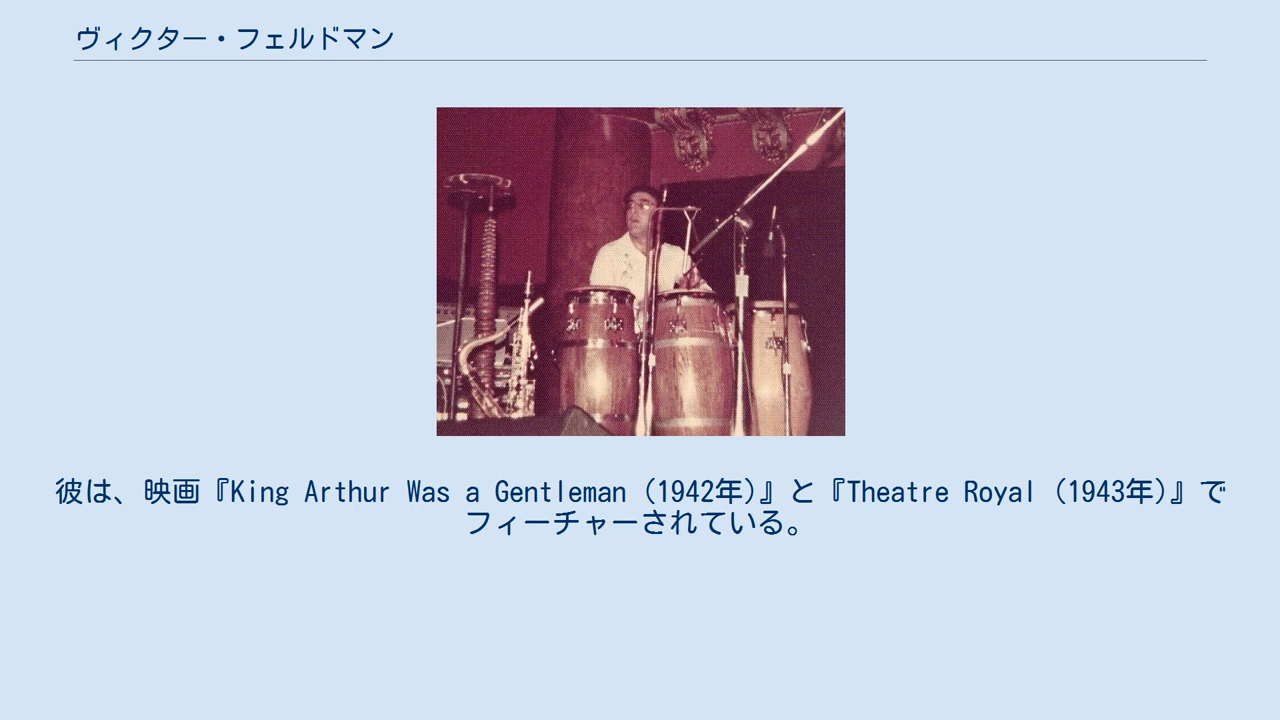 ヴィクター・フェルドマン
彼は、映画『King Arthur Was a Gentleman (1942年)』と『Theatre Royal (1943年)』で
フィーチャーされている。